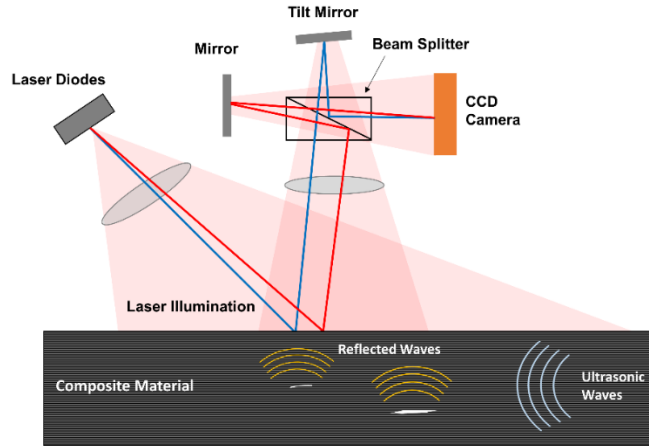 Tilt Mirror
Mirror
Beam Splitter
Laser Diodes
CCD
Camera
Laser Illumination
Reflected Waves
Composite Material
Ultrasonic
Waves